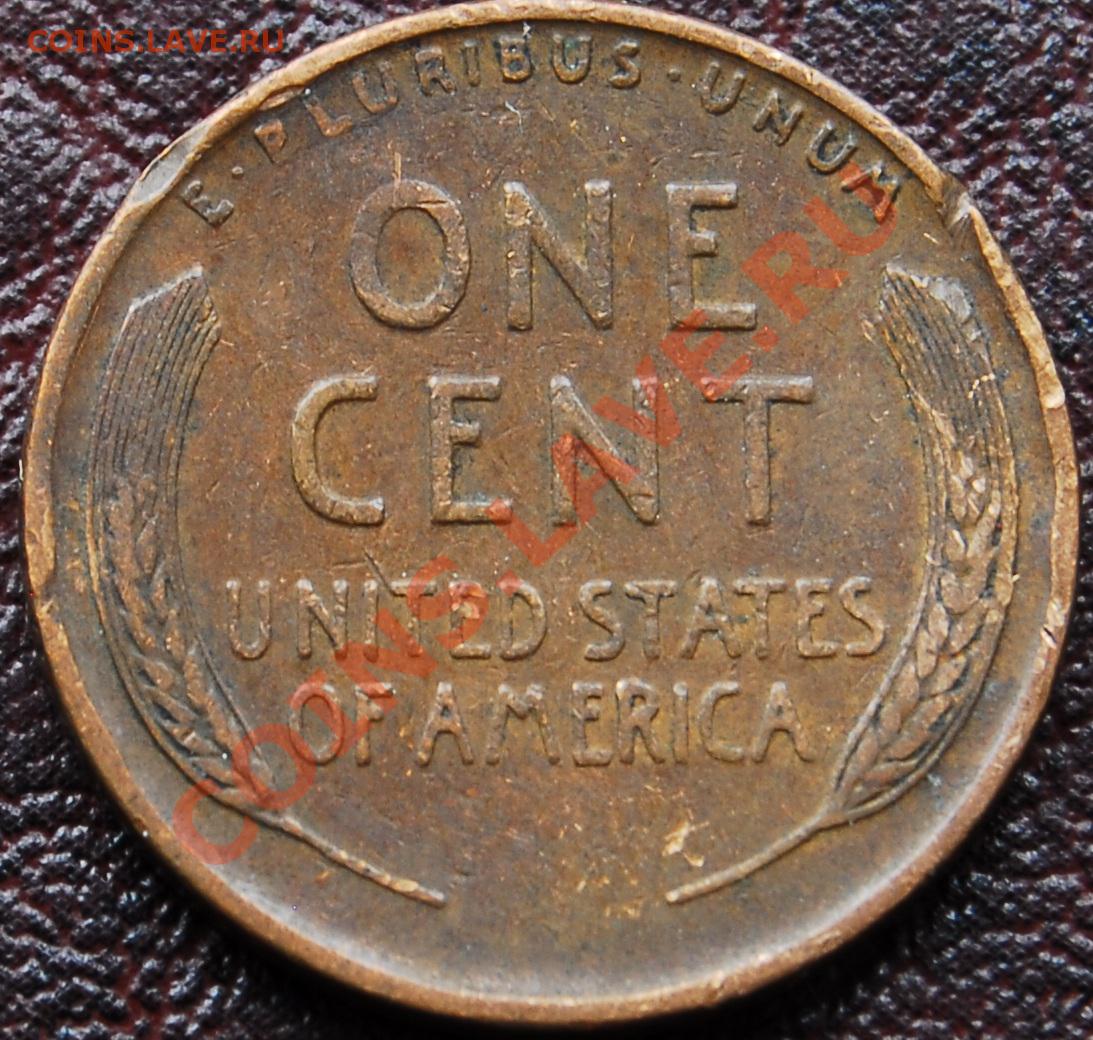 COINS.LAVE.RU
E·PLURIBUS·UNUM
ONE
CENT
UNITED STATES
OF AMERICA
COINS.LAVE.RU